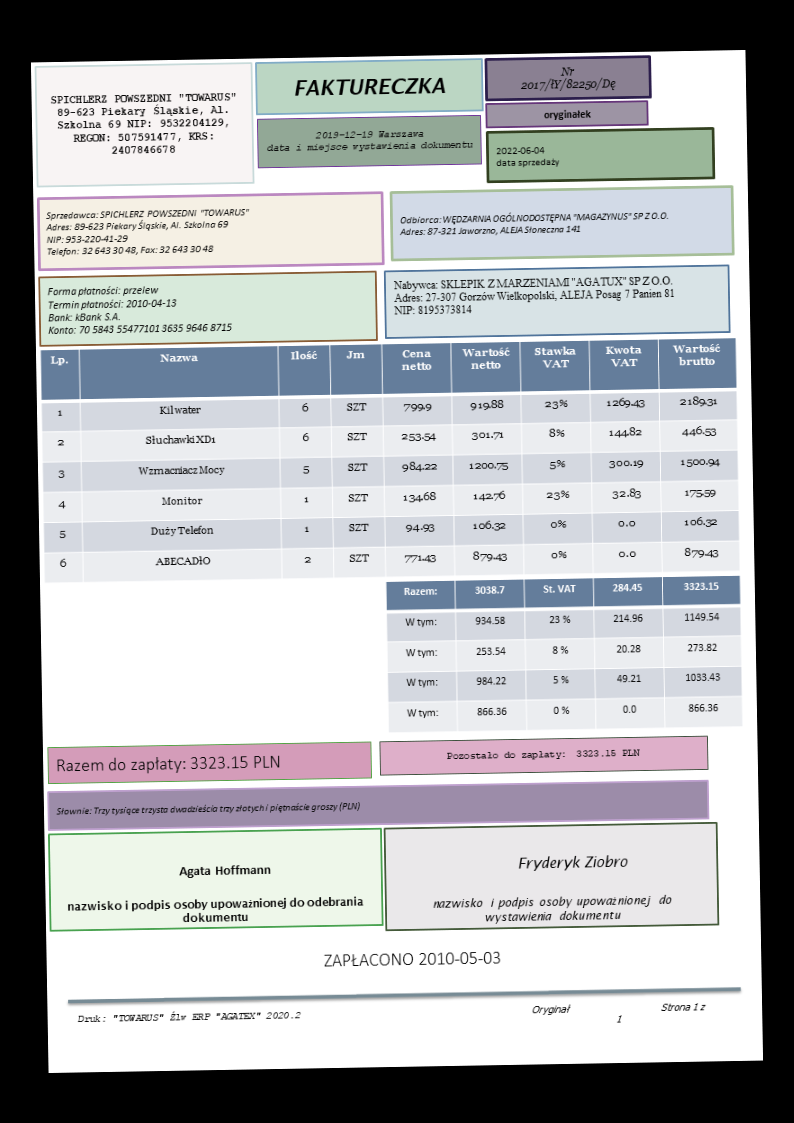 SPICHLERZ POWSZEDNI "TOWARUS"
89-623 Piekary Śląskie, Al.
Szkolna 69 NIP: 9532204129,
REGON: 507591477, KRS:
2407846678
FAKTURECZKA
2019-12-19 Warszawa
data i miejsce wystawienia dokumentu
Nr
2017/ŁY/82250/Dę
oryginałek
2022-06-04
data sprzedaży
Sprzedawca: SPICHLERZ POWSZEDNI "TOWARUS"
Adres: 89-623 Piekary Śląskie, Al. Szkolna 69
NIP: 953-220-41-29
Telefon: 32 643 30 48, Fax: 32 643 30 48
Odbiorca: WĘDZARNIA OGÓLNODOSTĘPNA "MAGAZYNUS" SP Z O.O.
Adres: 87-321 Jaworzno, ALEJA Słoneczna 141
Forma płatności: przelew
Termin płatności: 2010-04-13
Bank: kBank S.A.
Konto: 70 5843 55477101 3635 9646 8715
Nabywca: SKLEPIK Z MARZENIAMI "AGATUX" SP Z O.O.
Adres: 27-307 Gorzów Wielkopolski, ALEJA Posag 7 Panien 81
NIP: 8195373814
Lp. Nazwa Ilość Jm Cena netto Wartość netto Stawka VAT Kwota VAT Wartość brutto
1 Kilwater 6 SZT 799.9 919.88 23% 1269.43 2189.31
2 Słuchawki XD1 6 SZT 253.54 301.71 8% 144.82 446.53
3 Wzmacniacz Mocy 5 SZT 984.22 1200.75 5% 300.19 1500.94
4 Monitor 1 SZT 134.68 142.76 23% 32.83 175.59
5 Duży Telefon 1 SZT 94.93 106.32 0% 0.0 106.32
6 ABECADłO 2 SZT 771.43 879.43 0% 0.0 879.43
Razem: 3038.7 St. VAT 284.45 3323.15
W tym: 934.58 23 % 214.96 1149.54
W tym: 253.54 8 % 20.28 273.82
W tym: 984.22 5 % 49.21 1033.43
W tym: 866.36 0 % 0.0 866.36
Razem do zapłaty: 3323.15 PLN
Pozostało do zapłaty: 3323.15 PLN
Słownie: Trzy tysiące trzysta dwadzieścia trzy złotych i piętnaście groszy (PLN)
Agata Hoffmann
nazwisko i podpis osoby upoważnionej do odebrania
dokumentu
Fryderyk Ziobro
nazwisko i podpis osoby upoważnionej do
wystawienia dokumentu
ZAPŁACONO 2010-05-03
Druk: "TOWARUS" Źlv ERP "AGATEX" 2020.2
Oryginał
Strona 1 z
1